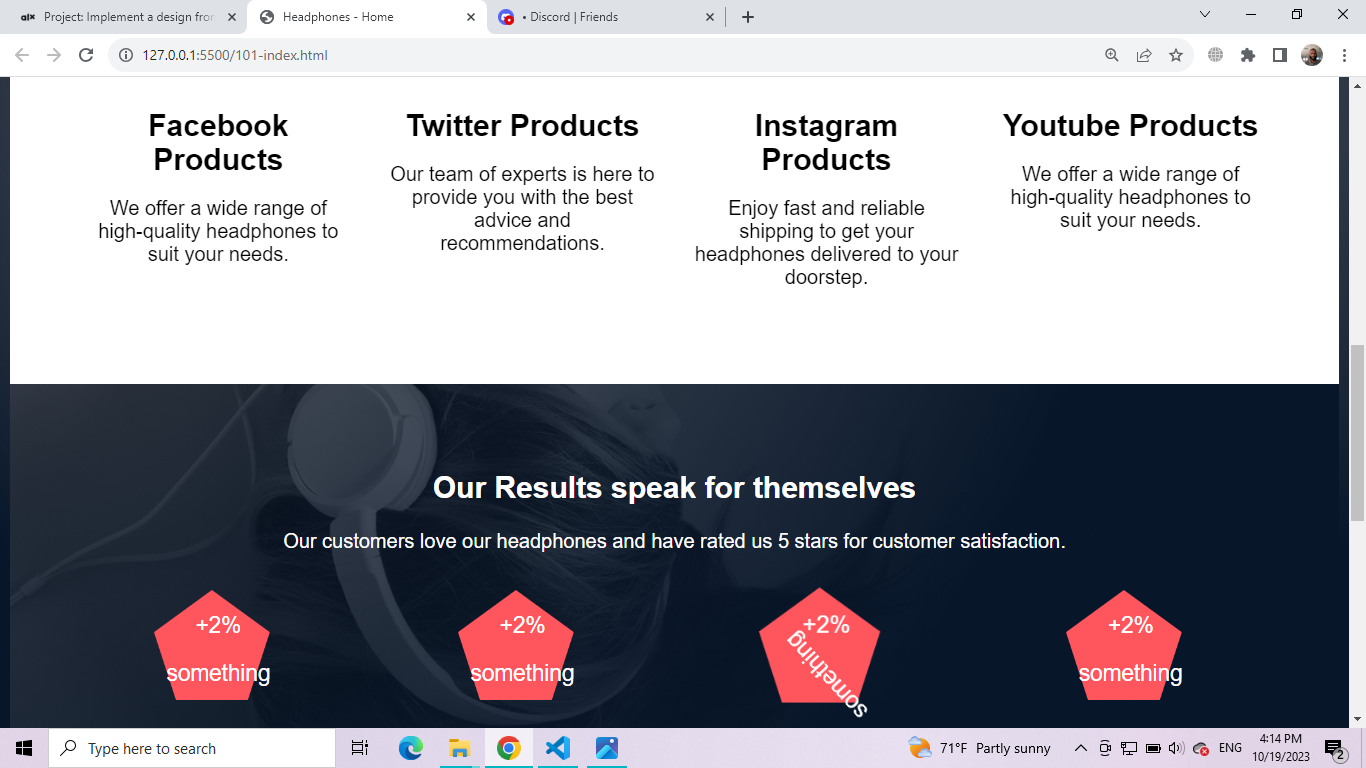 alx Project: Implement a design fror
Headphones - Home
• Discord | Friends
127.0.0.1:5500/101-index.html
Facebook
Products
We offer a wide range of
high-quality headphones to
suit your needs.
Twitter Products
Our team of experts is here to
provide you with the best
advice and
recommendations.
Instagram
Products
Enjoy fast and reliable
shipping to get your
headphones delivered to your
doorstep.
Youtube Products
We offer a wide range of
high-quality headphones to
suit your needs.
Our Results speak for themselves
Our customers love our headphones and have rated us 5 stars for customer satisfaction.
+2%
something
+2%
something
+2%
something
+2%
something
Type here to search
71°F Partly sunny
ENG
4:14 PM
10/19/2023
2